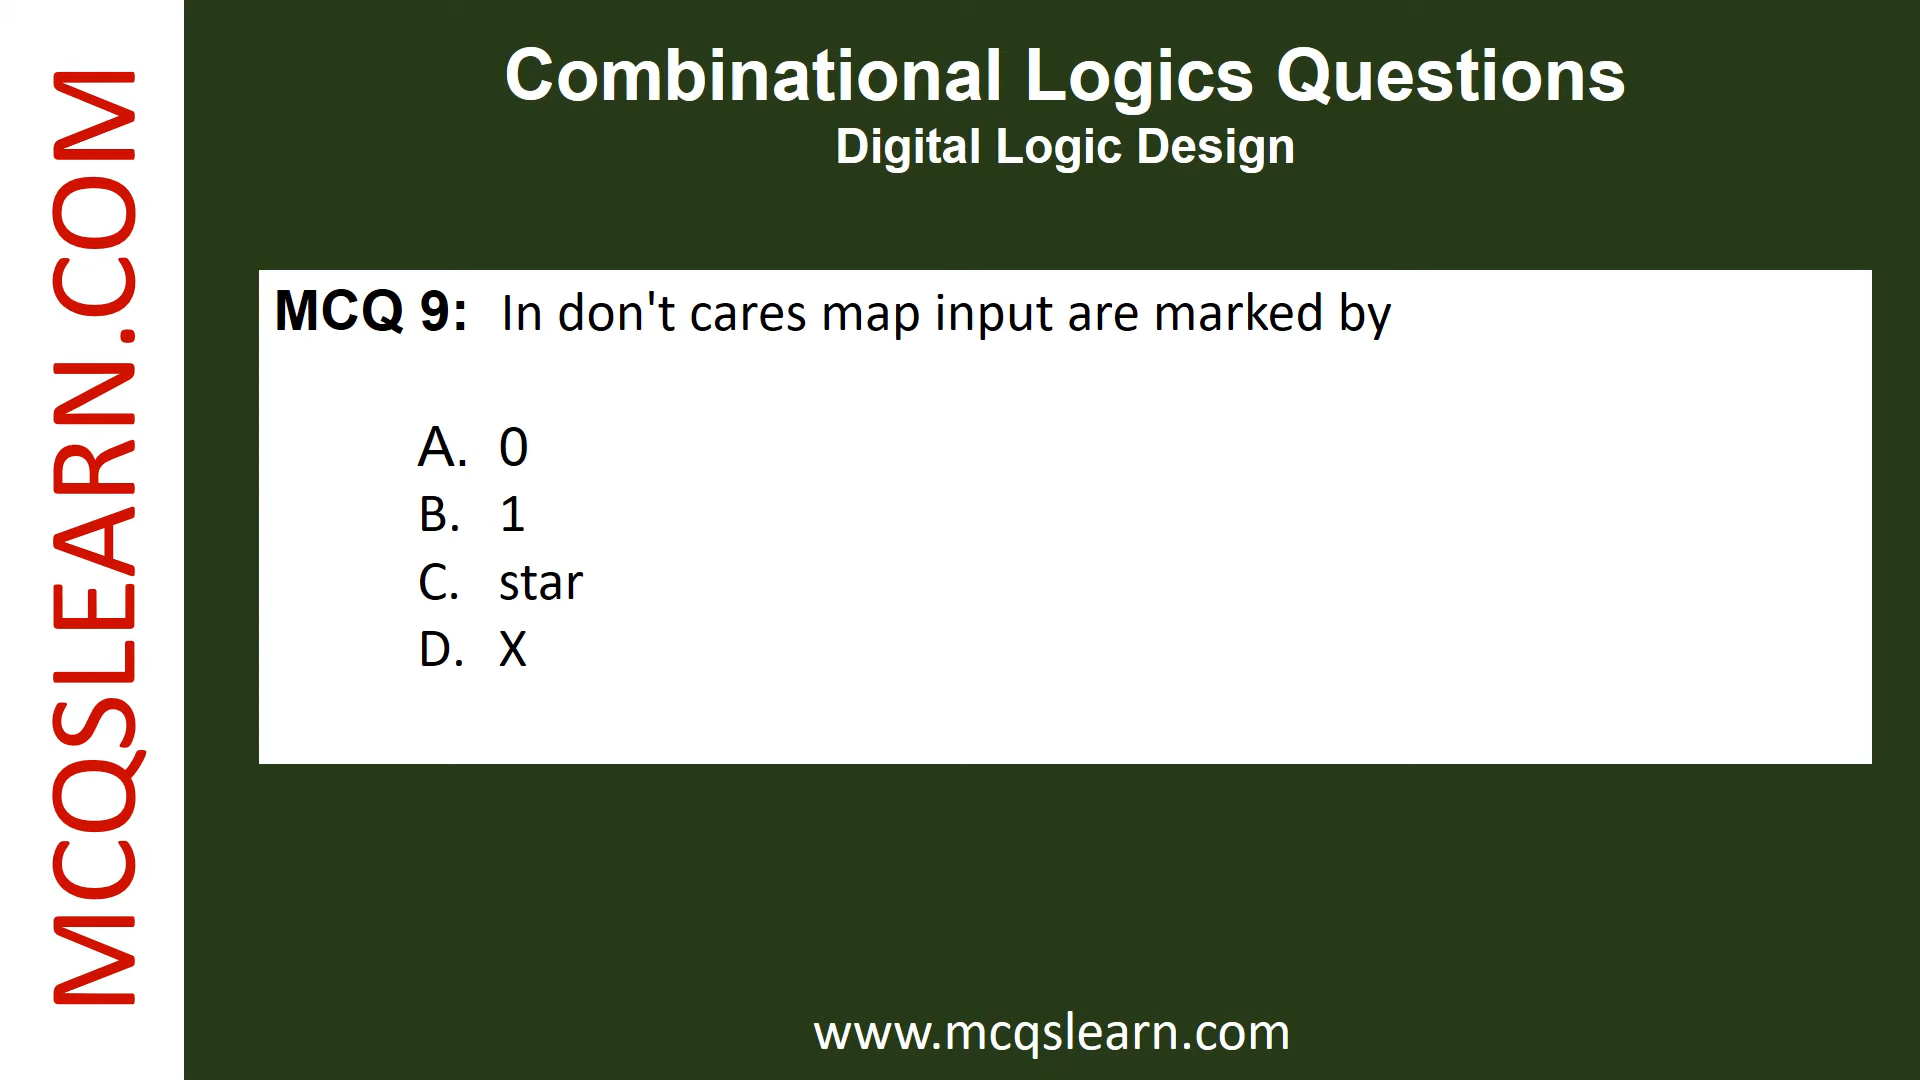 MCQSLEARN.COM
Combinational Logics Questions
Digital Logic Design
MCQ 9: In don't cares map input are marked by
A. 0
B. 1
C. star
D. X
www.mcqslearn.com